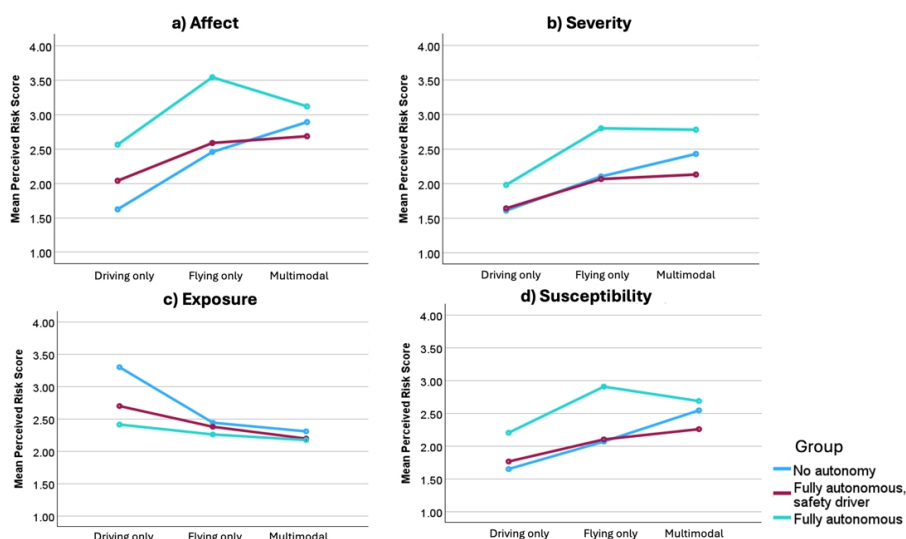 a) Affect
Mean Perceived Risk Score
4.00
3.50
3.00
2.50
2.00
1.50
1.00
Driving only Flying only Multimodal
b) Severity
Mean Perceived Risk Score
4.00
3.50
3.00
2.50
2.00
1.50
1.00
Driving only Flying only Multimodal
c) Exposure
Mean Perceived Risk Score
4.00
3.50
3.00
2.50
2.00
1.50
1.00
Driving only Flying only Multimodal
d) Susceptibility
Mean Perceived Risk Score
4.00
3.50
3.00
2.50
2.00
1.50
1.00
Driving only Flying only Multimodal
Group
No autonomy
Fully autonomous,
safety driver
Fully autonomous